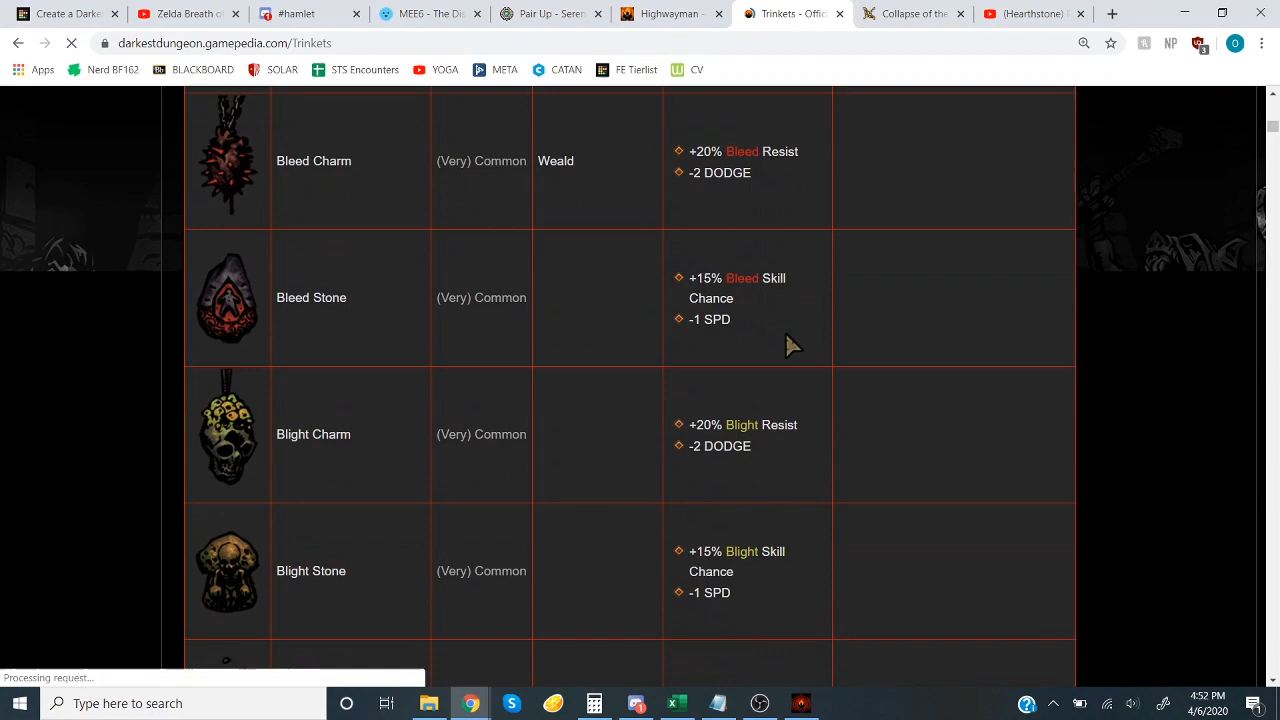 Create a Darke
Zelda Breath o
#hamlet
MEE6 - The
Pair Up - Seren
Highwayman -
Trinkets - Offic
Collapse of the
(Hearthstone)
darkestdungeon.gamepedia.com/Trinkets
NP
3
O
Apps
Nerd BF162
Bb BLACKBOARD
SOLAR
STS Encounters
YOGA
META
CATAN
FE Tierlist
CV
Bleed Charm
(Very) Common
Weald
+20% Bleed Resist
-2 DODGE
Bleed Stone
(Very) Common
+15% Bleed Skill
Chance
-1 SPD
Blight Charm
(Very) Common
+20% Blight Resist
-2 DODGE
Blight Stone
(Very) Common
+15% Blight Skill
Chance
-1 SPD
Processing request...
Type here to search
4:52 PM
4/6/2020